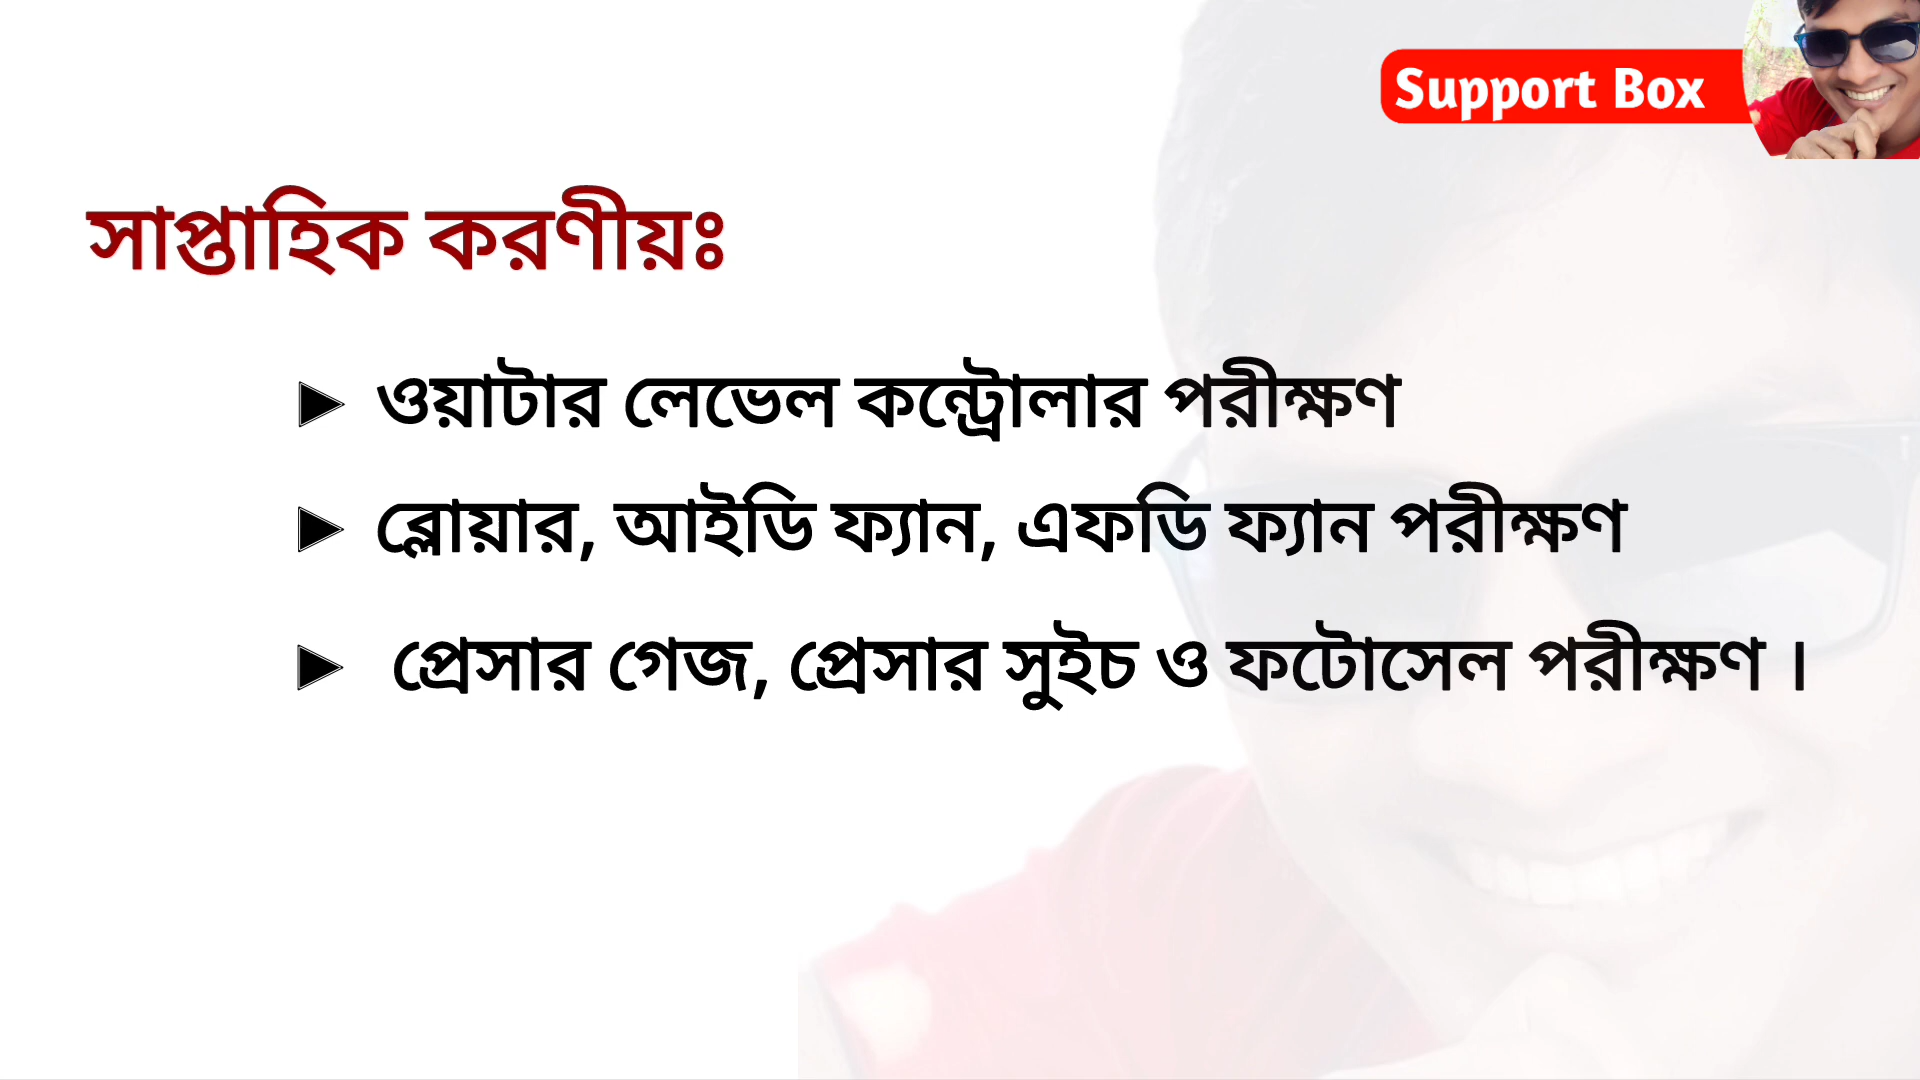 Support Box
সাপ্তাহিক করণীয়ঃ
► ওয়াটার লেভেল কন্ট্রোলার পরীক্ষণ
► ব্লোয়ার, আইডি ফ্যান, এফডি ফ্যান পরীক্ষণ
► প্রেসার গেজ, প্রেসার সুইচ ও ফটোসেল পরীক্ষণ ।